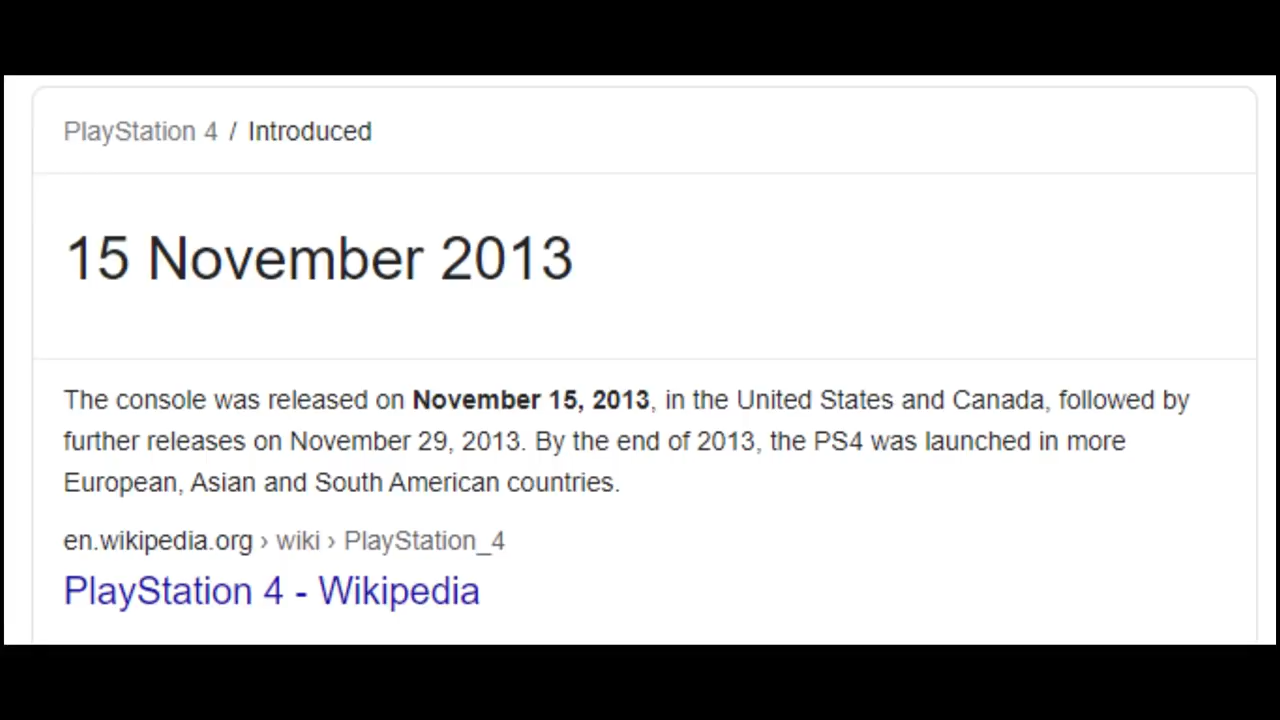 PlayStation 4 / Introduced
15 November 2013
The console was released on November 15, 2013, in the United States and Canada, followed by
further releases on November 29, 2013. By the end of 2013, the PS4 was launched in more
European, Asian and South American countries.
en.wikipedia.org › wiki › PlayStation_4
PlayStation 4 - Wikipedia